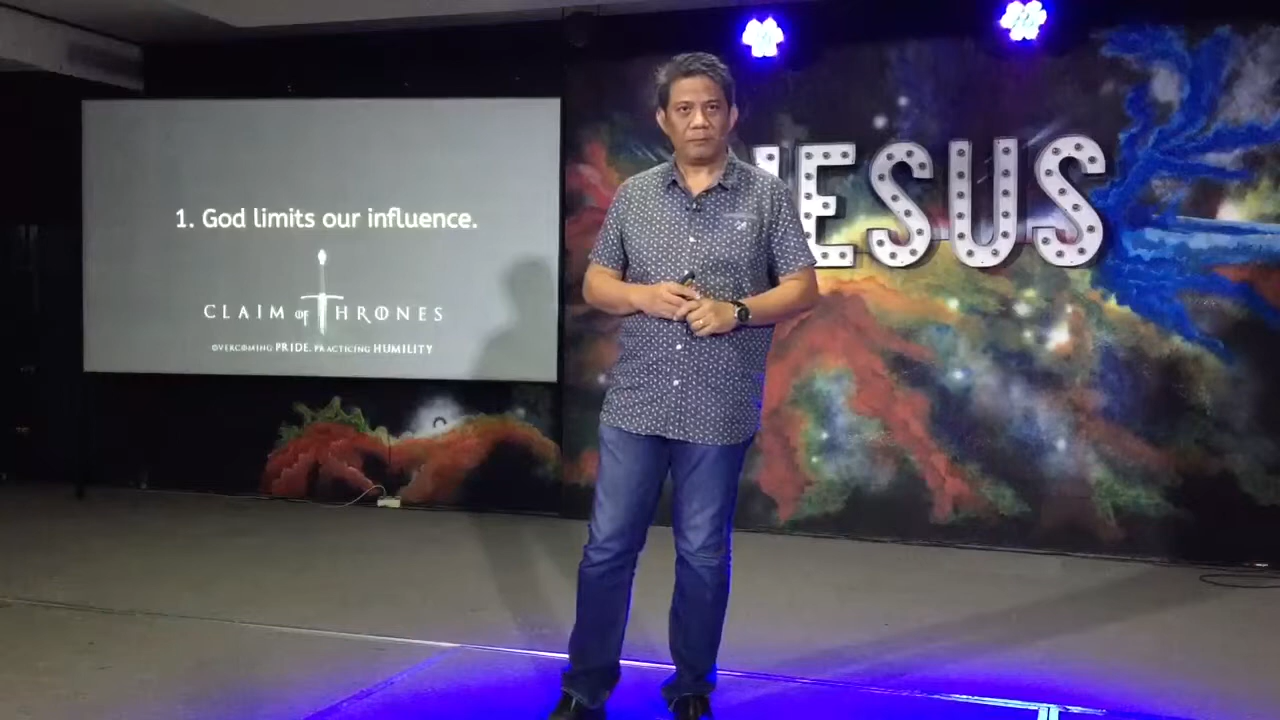 1. God limits our influence.
CLAIM OF THRONES
OVERCOMING PRIDE. PRACTICING HUMILITY
JESUS